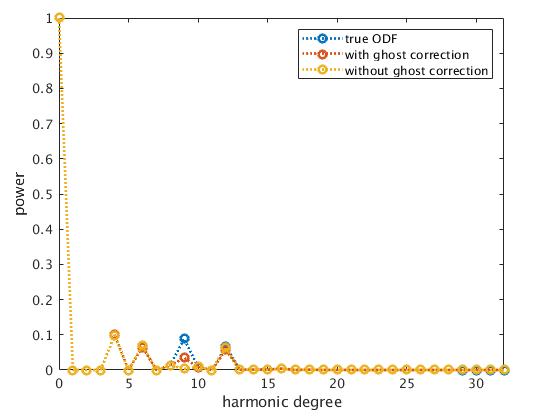 1
0.9
0.8
0.7
0.6
0.5
0.4
0.3
0.2
0.1
0
power
true ODF
with ghost correction
without ghost correction
0 5 10 15 20 25 30
harmonic degree